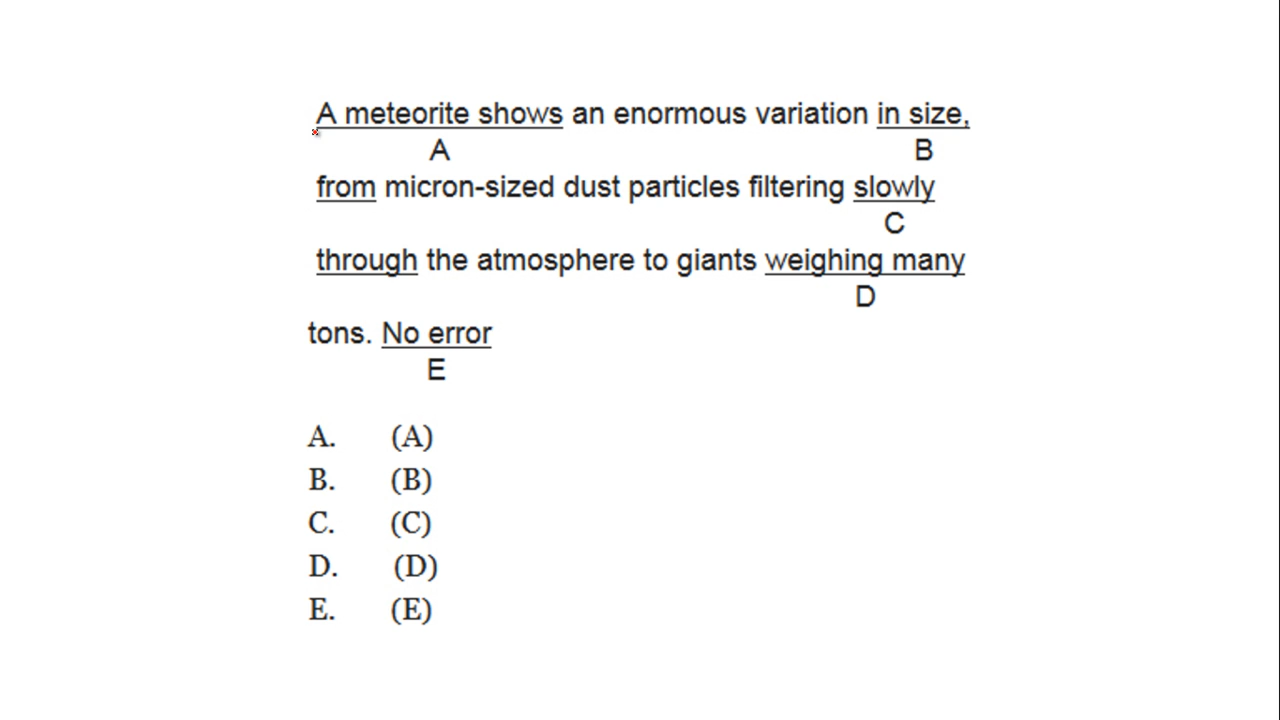 A meteorite shows an enormous variation in size,
A B
from micron-sized dust particles filtering slowly
C
through the atmosphere to giants weighing many
D
tons. No error
E
A. (A)
B. (B)
C. (C)
D. (D)
E. (E)